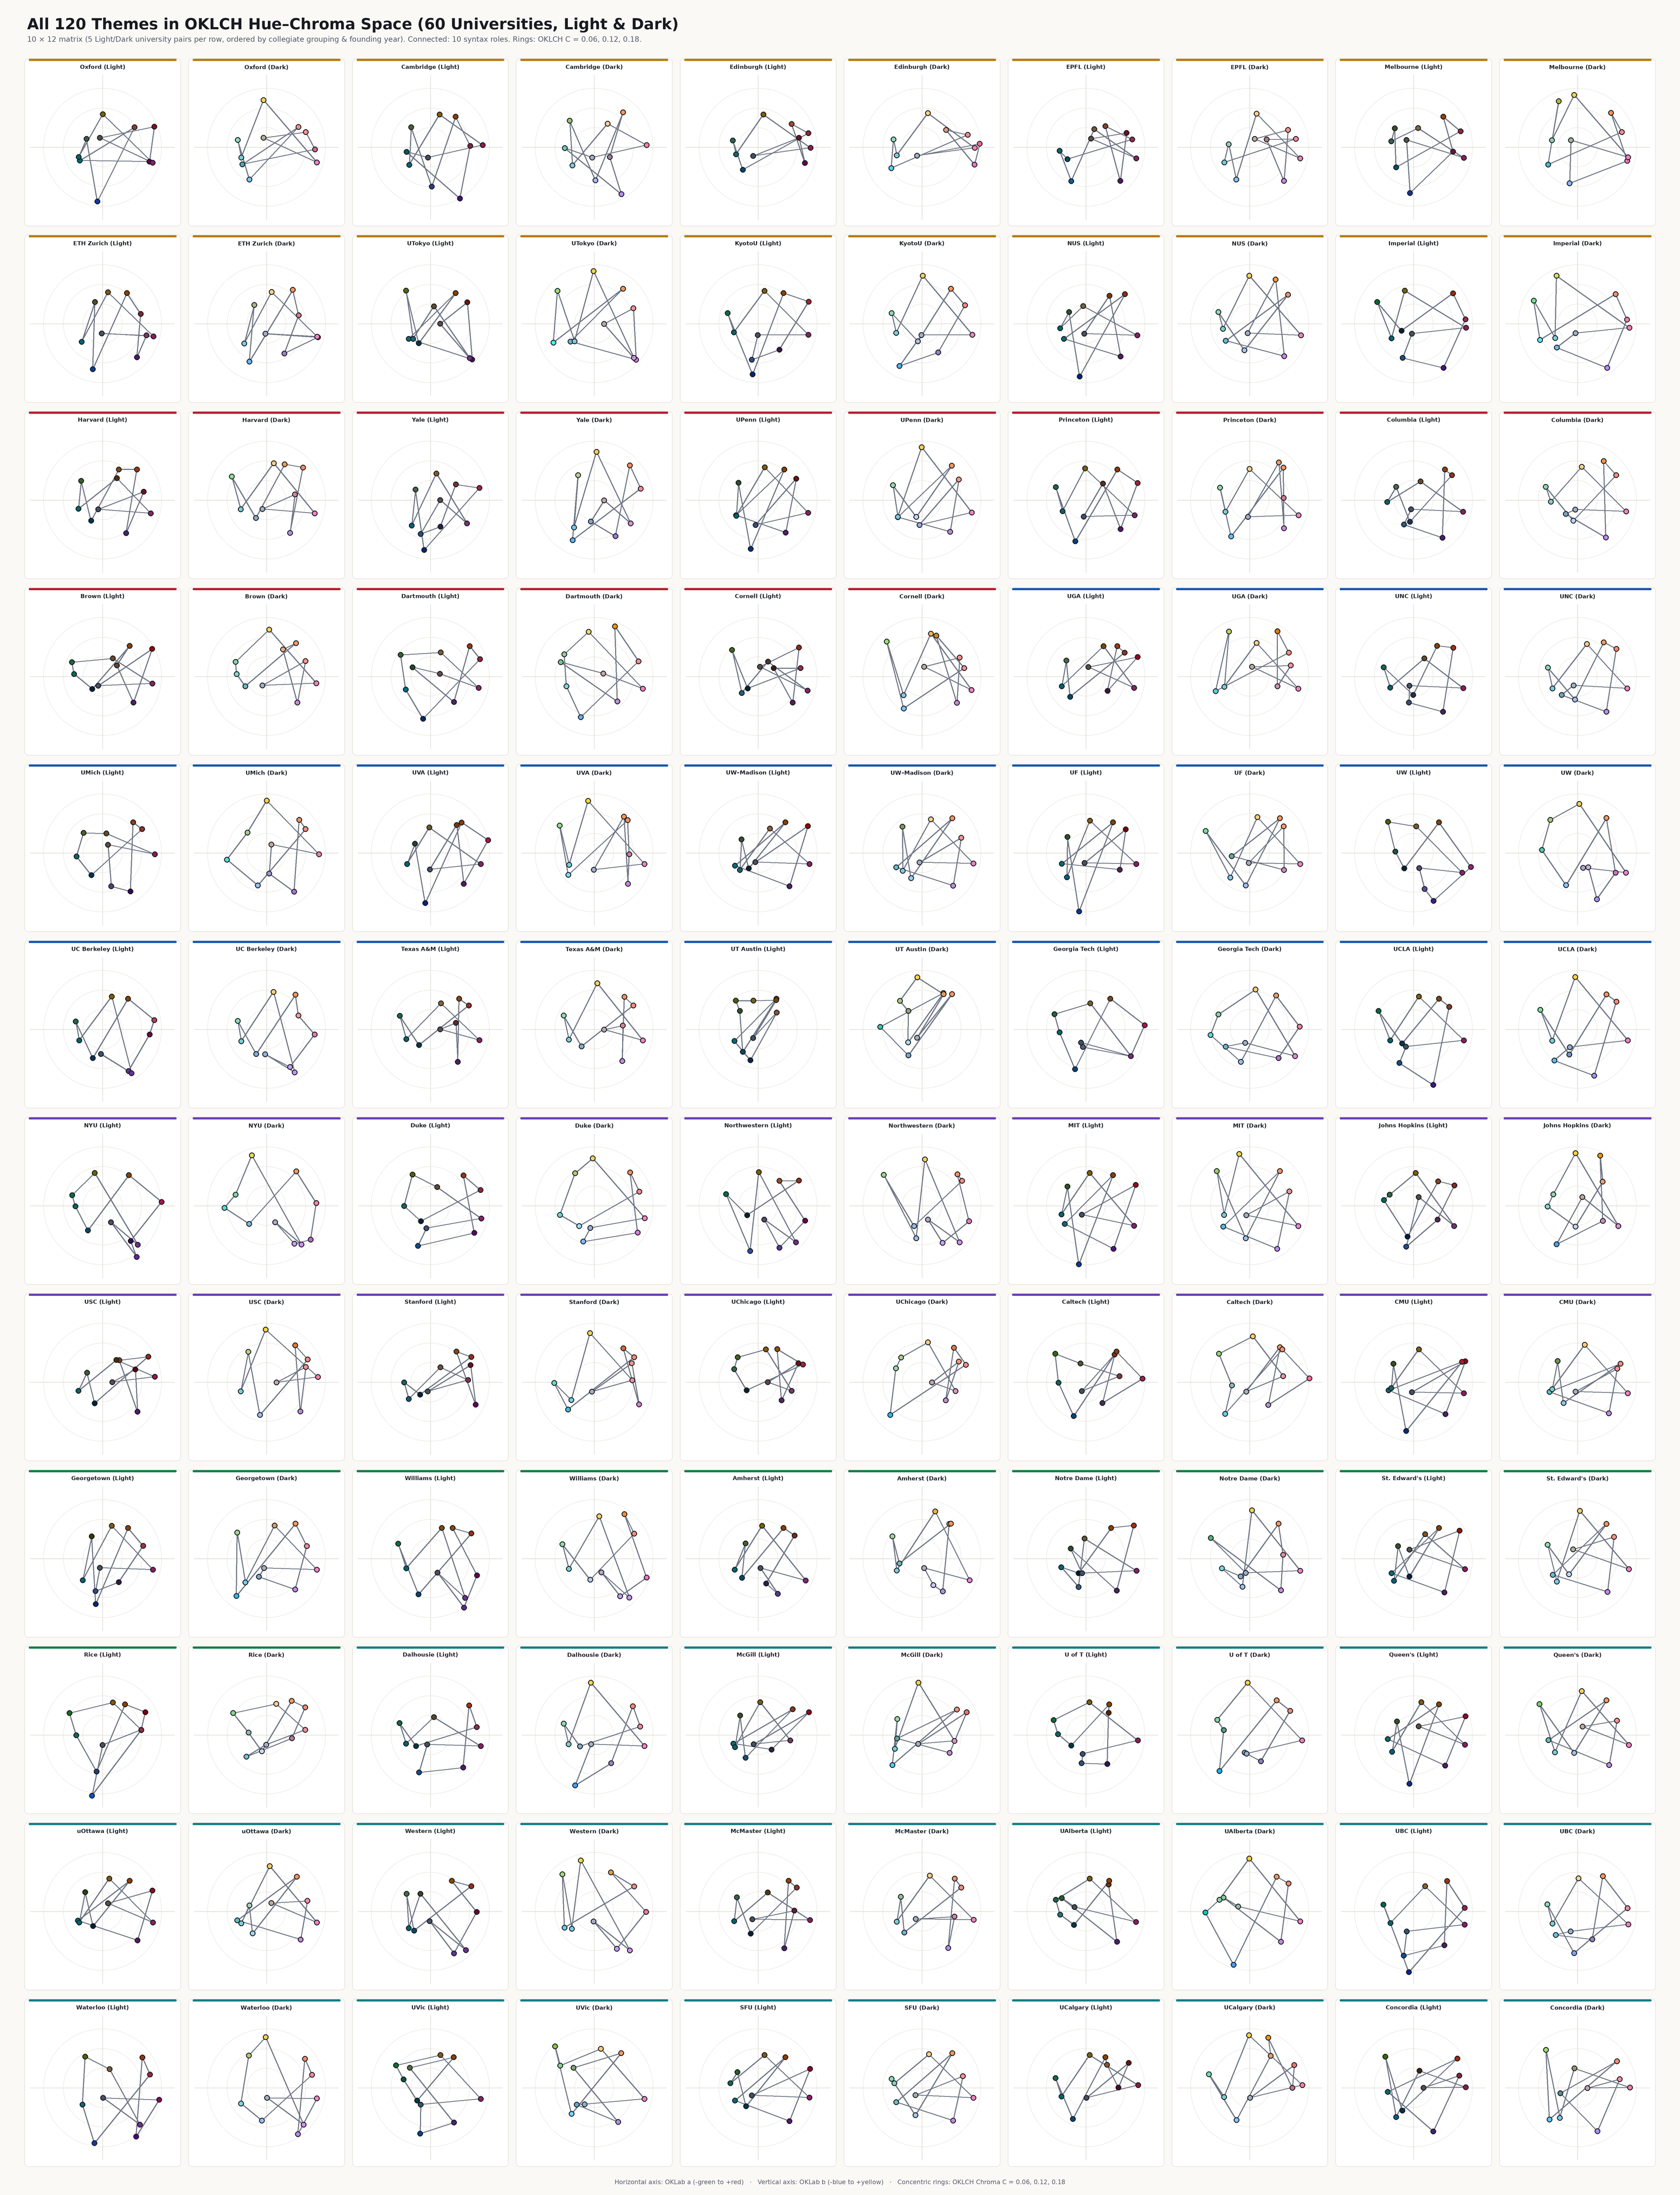 All 120 Themes in OKLCH Hue–Chroma Space (60 Universities, Light & Dark)
10 × 12 matrix (5 Light/Dark university pairs per row, ordered by collegiate grouping & founding year). Connected: 10 syntax roles. Rings: OKLCH C = 0.06, 0.12, 0.18.
Oxford (Light) Oxford (Dark) Cambridge (Light) Cambridge (Dark) Edinburgh (Light) Edinburgh (Dark) EPFL (Light) EPFL (Dark) Melbourne (Light) Melbourne (Dark)
ETH Zurich (Light) ETH Zurich (Dark) UTokyo (Light) UTokyo (Dark) KyotoU (Light) KyotoU (Dark) NUS (Light) NUS (Dark) Imperial (Light) Imperial (Dark)
Harvard (Light) Harvard (Dark) Yale (Light) Yale (Dark) UPenn (Light) UPenn (Dark) Princeton (Light) Princeton (Dark) Columbia (Light) Columbia (Dark)
Brown (Light) Brown (Dark) Dartmouth (Light) Dartmouth (Dark) Cornell (Light) Cornell (Dark) UGA (Light) UGA (Dark) UNC (Light) UNC (Dark)
UMich (Light) UMich (Dark) UVA (Light) UVA (Dark) UW–Madison (Light) UW–Madison (Dark) UF (Light) UF (Dark) UW (Light) UW (Dark)
UC Berkeley (Light) UC Berkeley (Dark) Texas A&M (Light) Texas A&M (Dark) UT Austin (Light) UT Austin (Dark) Georgia Tech (Light) Georgia Tech (Dark) UCLA (Light) UCLA (Dark)
NYU (Light) NYU (Dark) Duke (Light) Duke (Dark) Northwestern (Light) Northwestern (Dark) MIT (Light) MIT (Dark) Johns Hopkins (Light) Johns Hopkins (Dark)
USC (Light) USC (Dark) Stanford (Light) Stanford (Dark) UChicago (Light) UChicago (Dark) Caltech (Light) Caltech (Dark) CMU (Light) CMU (Dark)
Georgetown (Light) Georgetown (Dark) Williams (Light) Williams (Dark) Amherst (Light) Amherst (Dark) Notre Dame (Light) Notre Dame (Dark) St. Edward's (Light) St. Edward's (Dark)
Rice (Light) Rice (Dark) Dalhousie (Light) Dalhousie (Dark) McGill (Light) McGill (Dark) U of T (Light) U of T (Dark) Queen's (Light) Queen's (Dark)
uOttawa (Light) uOttawa (Dark) Western (Light) Western (Dark) McMaster (Light) McMaster (Dark) UAlberta (Light) UAlberta (Dark) UBC (Light) UBC (Dark)
Waterloo (Light) Waterloo (Dark) UVic (Light) UVic (Dark) SFU (Light) SFU (Dark) UCalgary (Light) UCalgary (Dark) Concordia (Light) Concordia (Dark)
Horizontal axis: OKLab a (-green to +red) · Vertical axis: OKLab b (-blue to +yellow) · Concentric rings: OKLCH Chroma C = 0.06, 0.12, 0.18